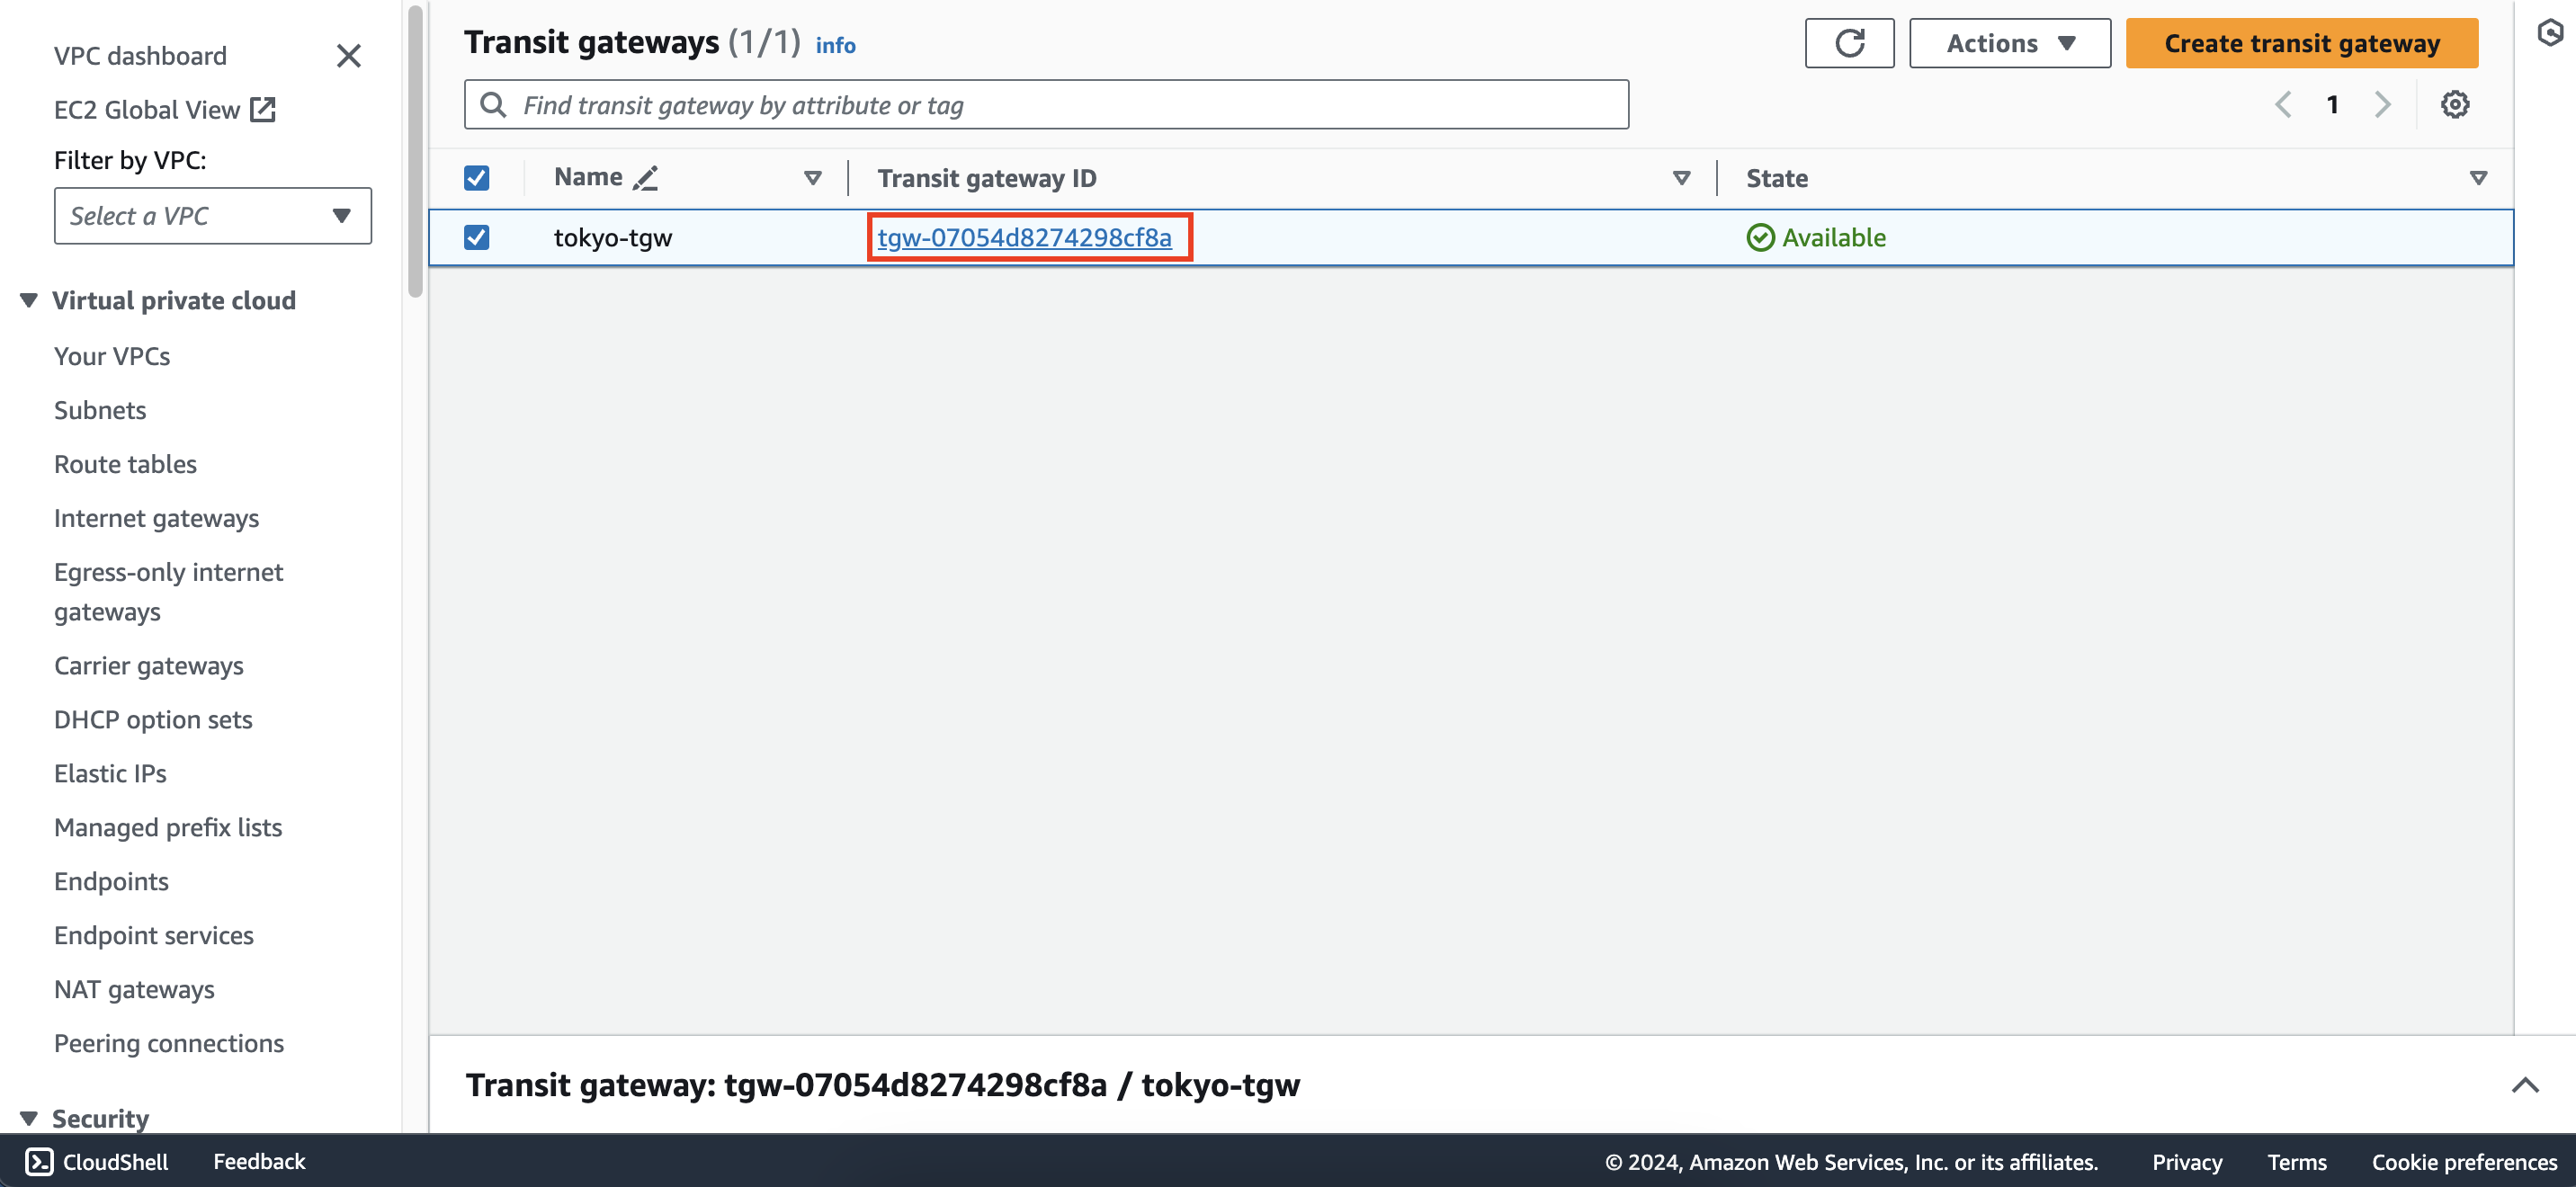 VPC dashboard
EC2 Global View
Filter by VPC:
Select a VPC
Virtual private cloud
Your VPCs
Subnets
Route tables
Internet gateways
Egress-only internet
gateways
Carrier gateways
DHCP option sets
Elastic IPs
Managed prefix lists
Endpoints
Endpoint services
NAT gateways
Peering connections
Security
Transit gateways (1/1) info
Actions
Create transit gateway
Find transit gateway by attribute or tag
1
Name Transit gateway ID State
tokyo-tgw tgw-07054d8274298cf8a Available
Transit gateway: tgw-07054d8274298cf8a / tokyo-tgw
CloudShell Feedback © 2024, Amazon Web Services, Inc. or its affiliates. Privacy Terms Cookie preferences